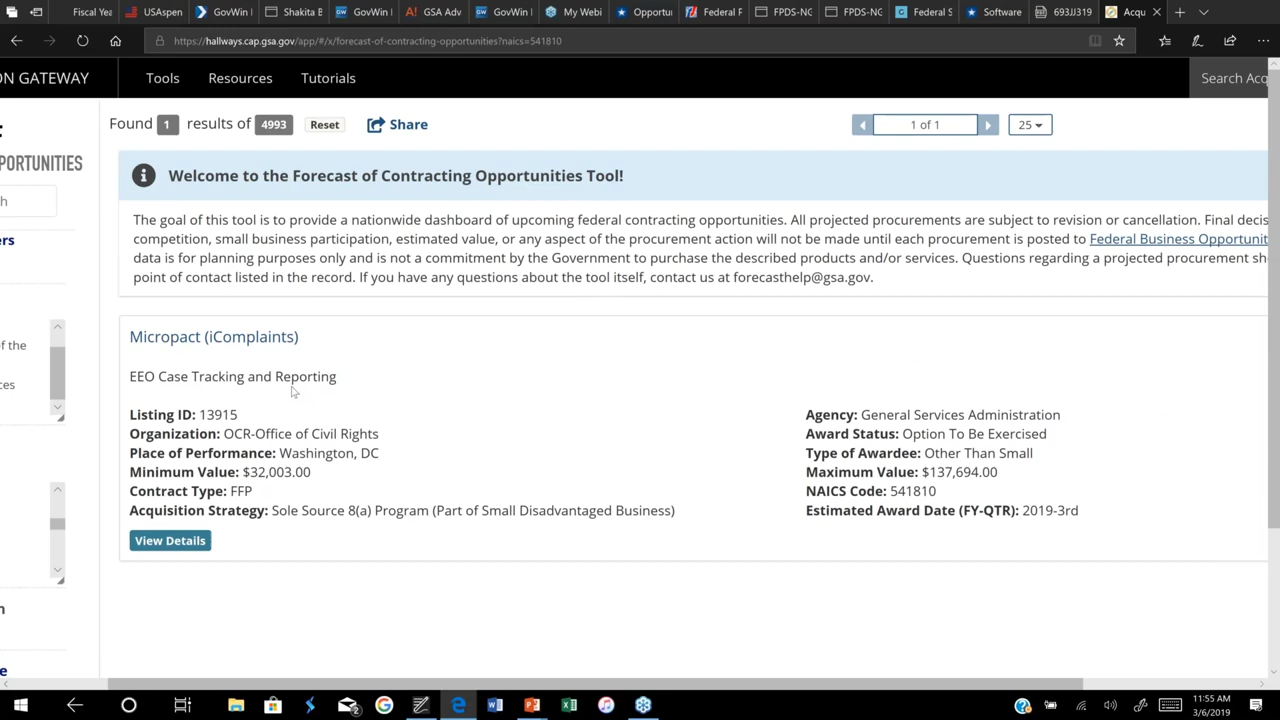 Fiscal Yea
USAspen
GovWin I
Shakita B
GovWin I
GSA Adv
GovWin I
My Webi
Opportu
Federal F
FPDS-NG
FPDS-NG
Federal S
Software
693JJ319
Acqu
https://hallways.cap.gsa.gov/app/#/x/forecast-of-contracting-opportunities?naics=541810
ON GATEWAY
Tools
Resources
Tutorials
Search Acq
Found 1 results of 4993
Reset
Share
1 of 1
25
PORTUNITIES
h
ers
of the
ces
n
e
Welcome to the Forecast of Contracting Opportunities Tool!
The goal of this tool is to provide a nationwide dashboard of upcoming federal contracting opportunities. All projected procurements are subject to revision or cancellation. Final decis
competition, small business participation, estimated value, or any aspect of the procurement action will not be made until each procurement is posted to Federal Business Opportunit
data is for planning purposes only and is not a commitment by the Government to purchase the described products and/or services. Questions regarding a projected procurement sh
point of contact listed in the record. If you have any questions about the tool itself, contact us at forecasthelp@gsa.gov.
Micropact (iComplaints)
EEO Case Tracking and Reporting
Listing ID: 13915
Organization: OCR-Office of Civil Rights
Place of Performance: Washington, DC
Minimum Value: $32,003.00
Contract Type: FFP
Acquisition Strategy: Sole Source 8(a) Program (Part of Small Disadvantaged Business)
Agency: General Services Administration
Award Status: Option To Be Exercised
Type of Awardee: Other Than Small
Maximum Value: $137,694.00
NAICS Code: 541810
Estimated Award Date (FY-QTR): 2019-3rd
View Details
11:55 AM
3/6/2019